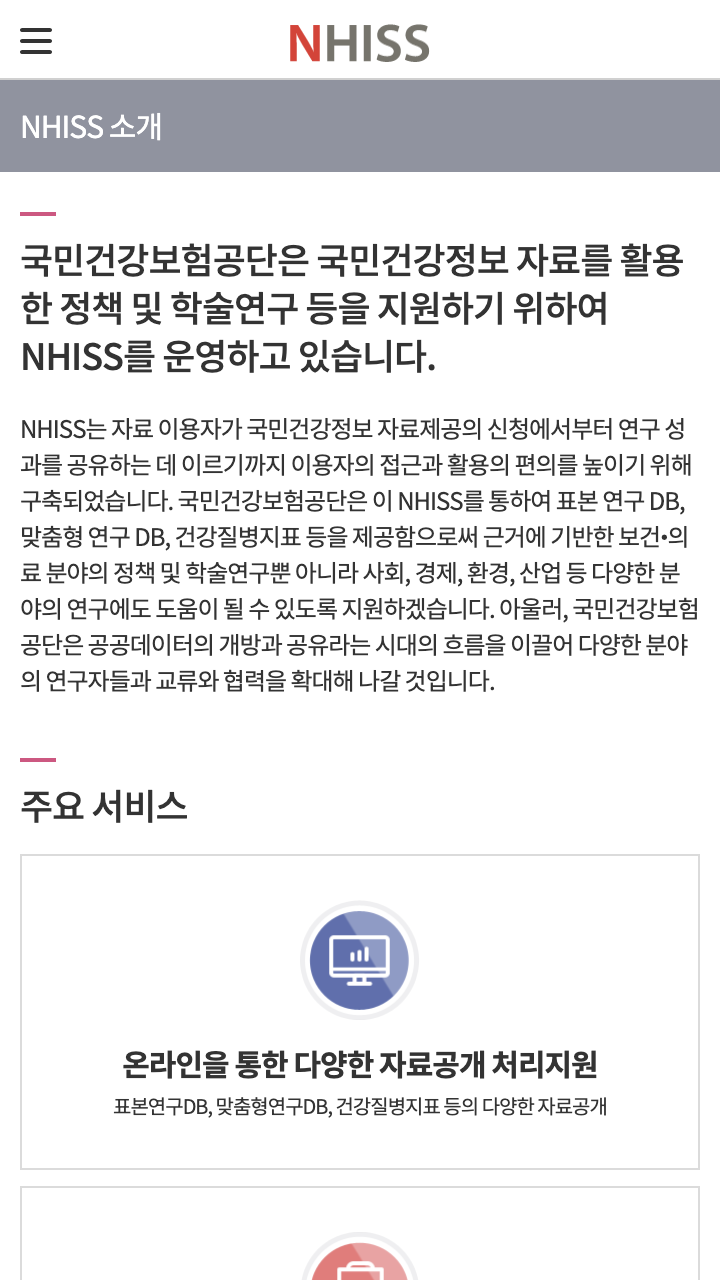 NHISS
NHISS 소개
국민건강보험공단은 국민건강정보 자료를 활용
한 정책 및 학술연구 등을 지원하기 위하여
NHISS를 운영하고 있습니다.
NHISS는 자료 이용자가 국민건강정보 자료제공의 신청에서부터 연구 성
과를 공유하는 데 이르기까지 이용자의 접근과 활용의 편의를 높이기 위해
구축되었습니다. 국민건강보험공단은 이 NHISS를 통하여 표본 연구 DB,
맞춤형 연구 DB, 건강질병지표 등을 제공함으로써 근거에 기반한 보건•의
료 분야의 정책 및 학술연구뿐 아니라 사회, 경제, 환경, 산업 등 다양한 분
야의 연구에도 도움이 될 수 있도록 지원하겠습니다. 아울러, 국민건강보험
공단은 공공데이터의 개방과 공유라는 시대의 흐름을 이끌어 다양한 분야
의 연구자들과 교류와 협력을 확대해 나갈 것입니다.
주요 서비스
온라인을 통한 다양한 자료공개 처리지원
표본연구DB, 맞춤형연구DB, 건강질병지표 등의 다양한 자료공개